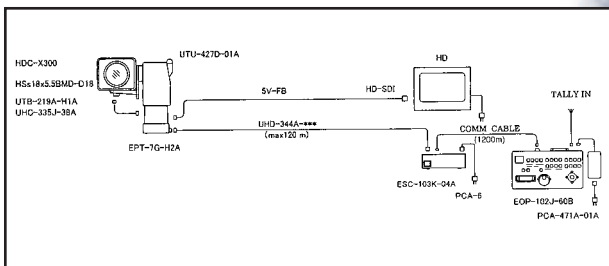 HDC-X300
HSs18x5.5BMD-D18
UTB-219A-H1A
UHD-335J-38A
UTU-427D-01A
EPT-7G-H2A
5V-FB
HD-SDI
HD
UHD-344A-***
(max120 m)
COMM CABLE
(1200m)
TALLY IN
ESC-103K-04A
PCA-6
EOP-102J-60B
PCA-471A-01A